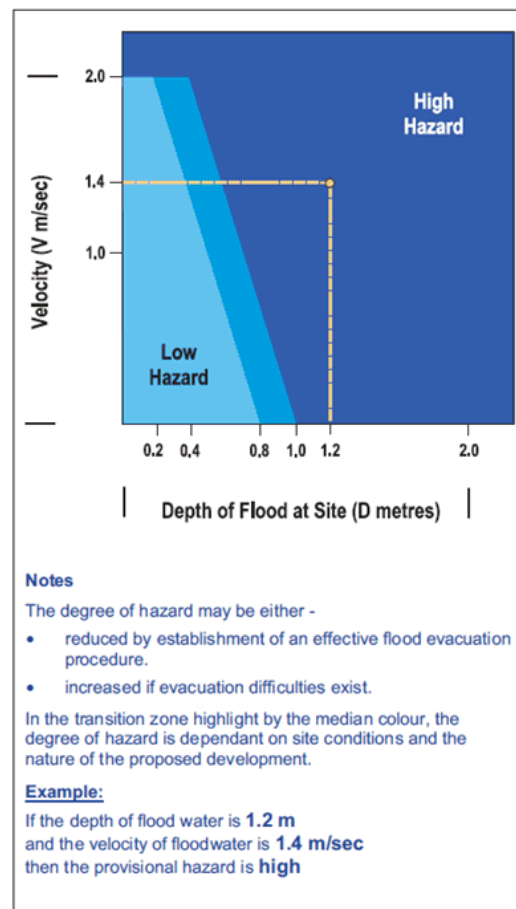 2.0
High
Hazard
1.4
Velocity (V m/sec)
1.0
Low
Hazard
0.2 0.4 0.8 1.0 1.2 2.0
Depth of Flood at Site (D metres)
Notes
The degree of hazard may be either -
• reduced by establishment of an effective flood evacuation
procedure.
• increased if evacuation difficulties exist.
In the transition zone highlight by the median colour, the
degree of hazard is dependant on site conditions and the
nature of the proposed development.
Example:
If the depth of flood water is 1.2 m
and the velocity of floodwater is 1.4 m/sec
then the provisional hazard is high